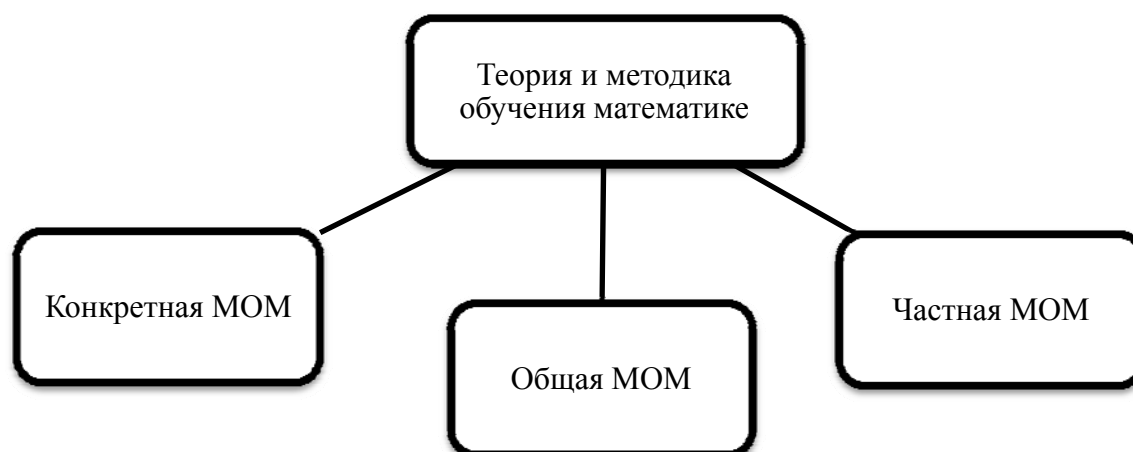 Теория и методика
обучения математике
Конкретная МОМ
Общая МОМ
Частная МОМ